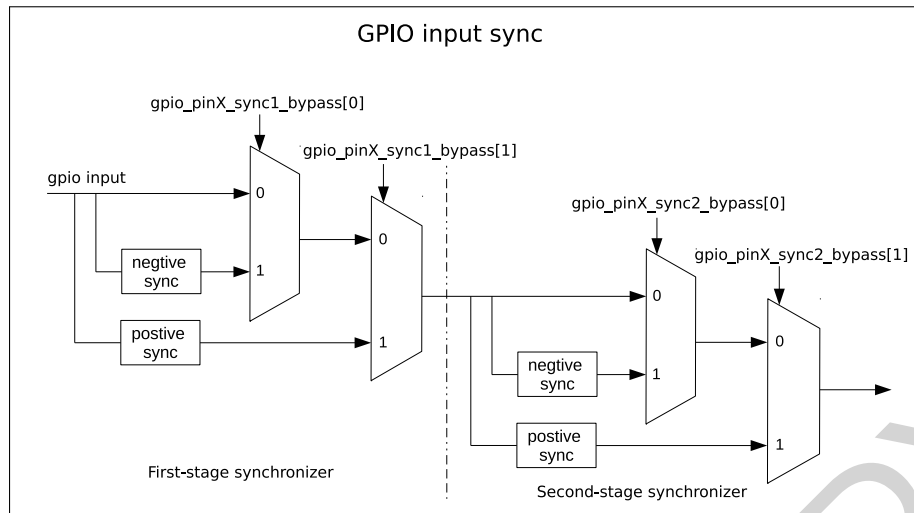 GPIO input sync
gpio_pinX_sync1_bypass[0]
gpio_pinX_sync1_bypass[1]
gpio input
0
negtive
sync
1
0
postive
sync
1
gpio_pinX_sync2_bypass[0]
gpio_pinX_sync2_bypass[1]
0
negtive
sync
1
0
postive
sync
1
First-stage synchronizer
Second-stage synchronizer